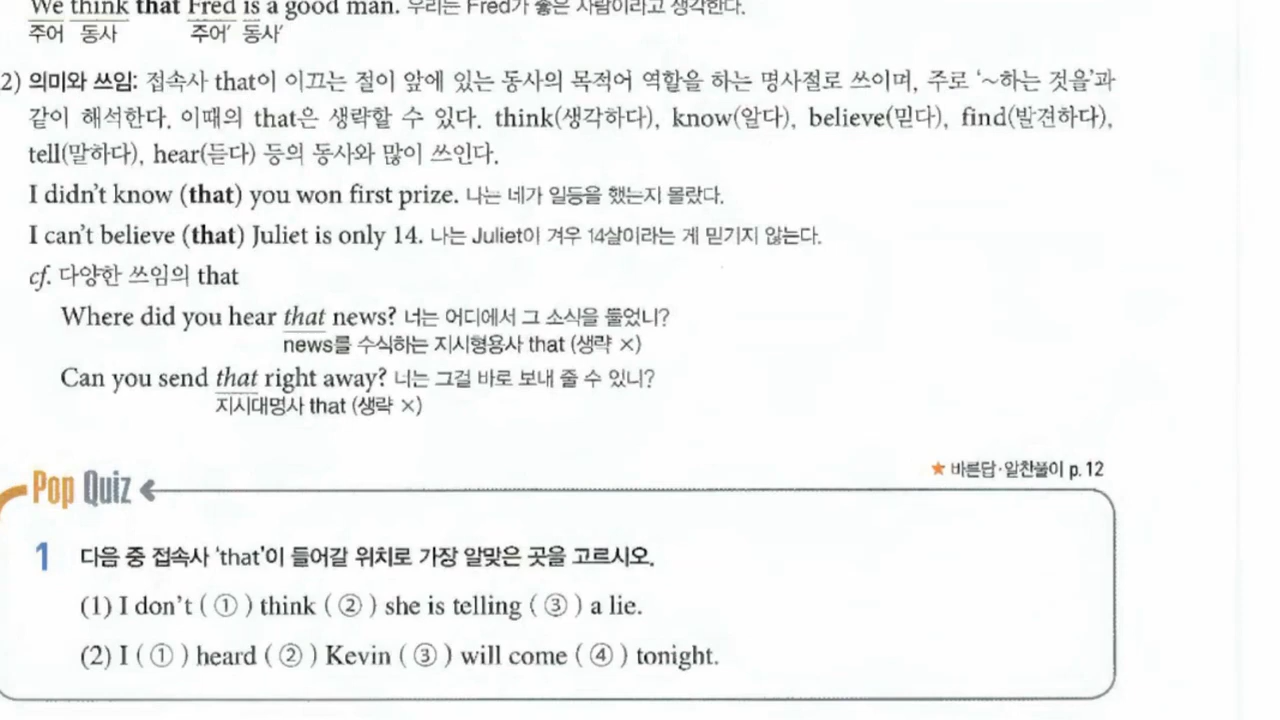 We think that Fred is a good man. 우리는 Fred가 좋은 사람이라고 생각한다.
주어 동사 주어′ 동사′
2) 의미와 쓰임: 접속사 that이 이끄는 절이 앞에 있는 동사의 목적어 역할을 하는 명사절로 쓰이며, 주로 ‘~하는 것을’과
같이 해석한다. 이때의 that은 생략할 수 있다. think(생각하다), know(알다), believe(믿다), find(발견하다),
tell(말하다), hear(듣다) 등의 동사와 많이 쓰인다.
I didn’t know (that) you won first prize. 나는 네가 일등을 했는지 몰랐다.
I can’t believe (that) Juliet is only 14. 나는 Juliet이 겨우 14살이라는 게 믿기지 않는다.
cf. 다양한 쓰임의 that
Where did you hear that news? 너는 어디에서 그 소식을 들었니?
news를 수식하는 지시형용사 that (생략 ×)
Can you send that right away? 너는 그걸 바로 보내 줄 수 있니?
지시대명사 that (생략 ×)
★ 바른답·알찬풀이 p. 12
Pop Quiz
1 다음 중 접속사 ‘that’이 들어갈 위치로 가장 알맞은 곳을 고르시오.
(1) I don’t ( ① ) think ( ② ) she is telling ( ③ ) a lie.
(2) I ( ① ) heard ( ② ) Kevin ( ③ ) will come ( ④ ) tonight.